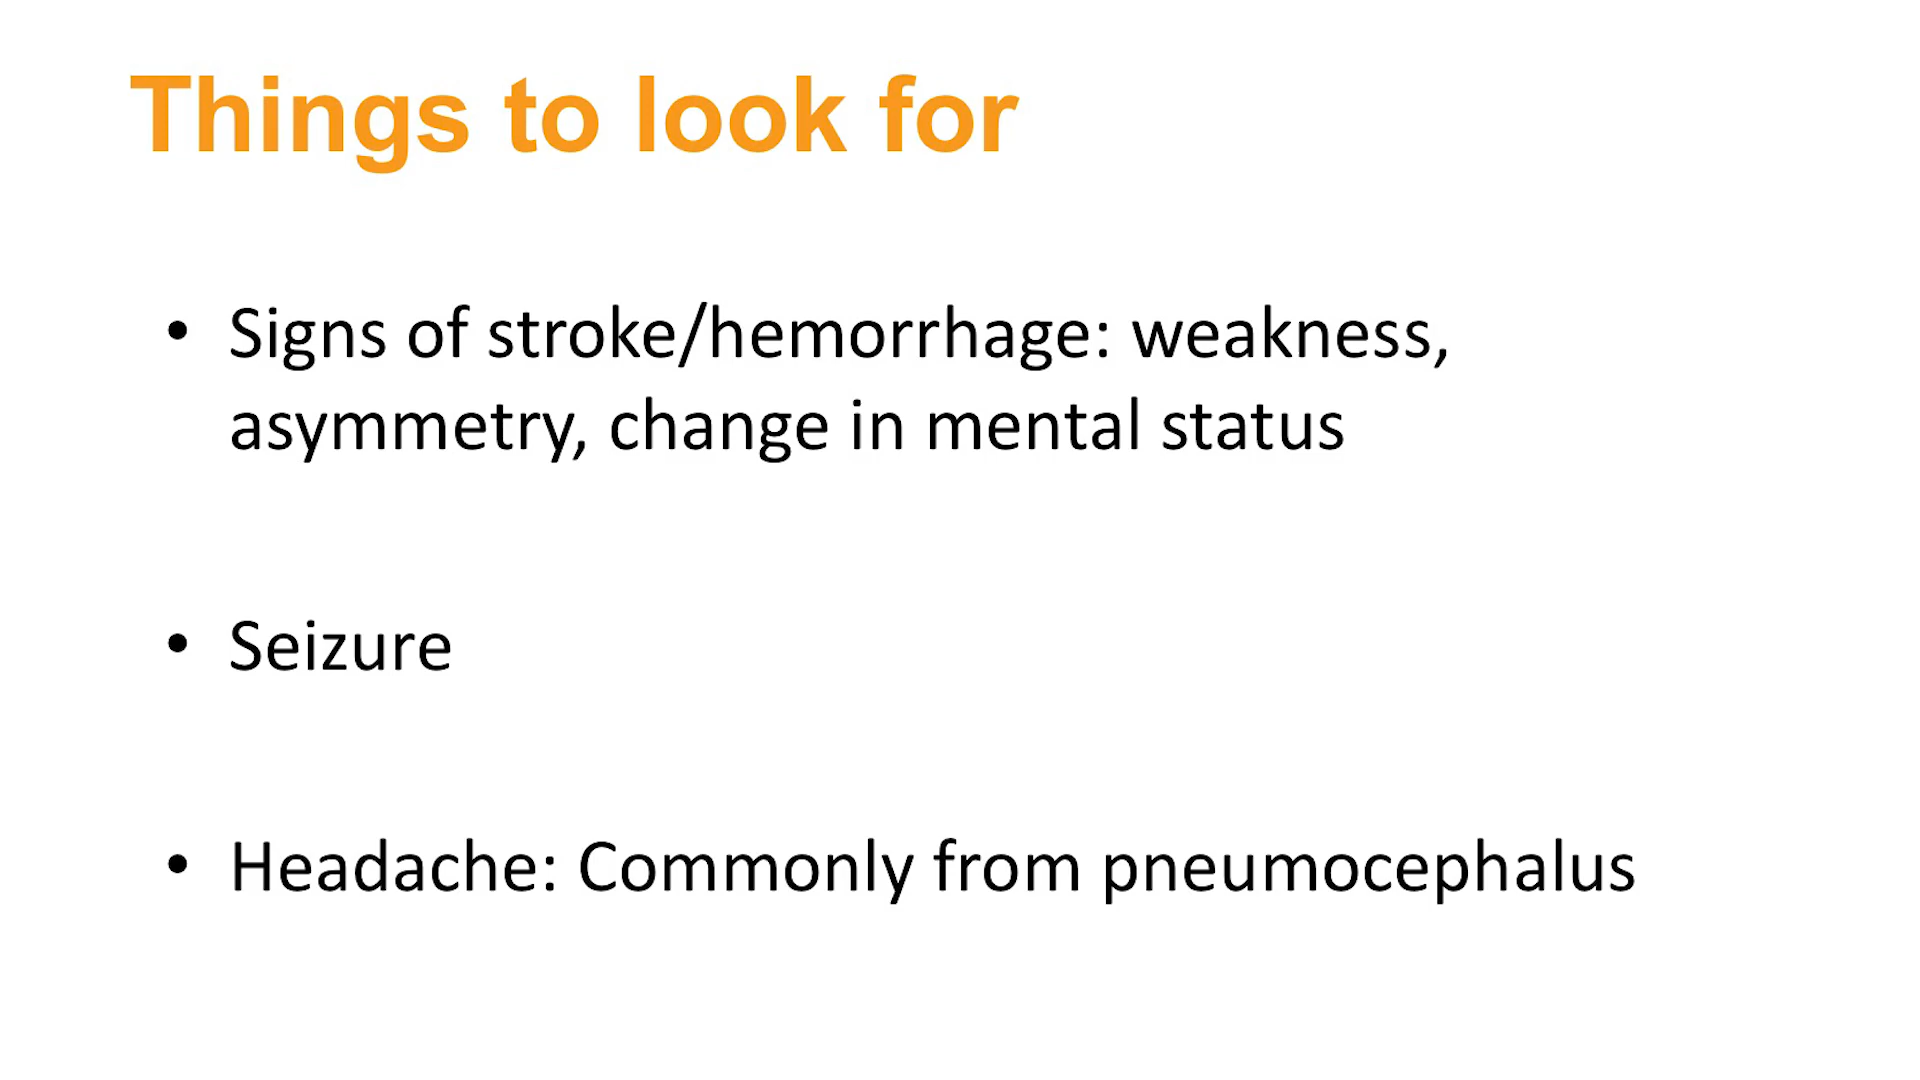 Things to look for
• Signs of stroke/hemorrhage: weakness,
asymmetry, change in mental status
• Seizure
• Headache: Commonly from pneumocephalus